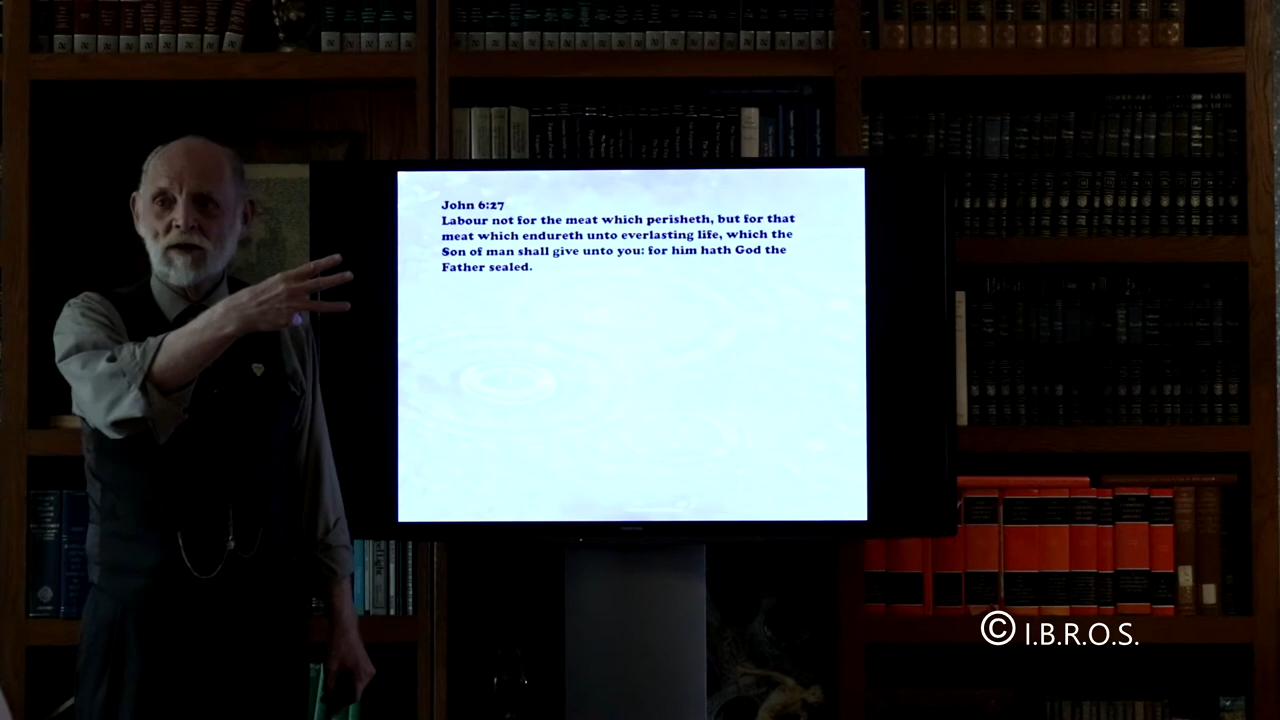 John 6:27
Labour not for the meat which perisheth, but for that
meat which endureth unto everlasting life, which the
Son of man shall give unto you: for him hath God the
Father sealed.
© I.B.R.O.S.